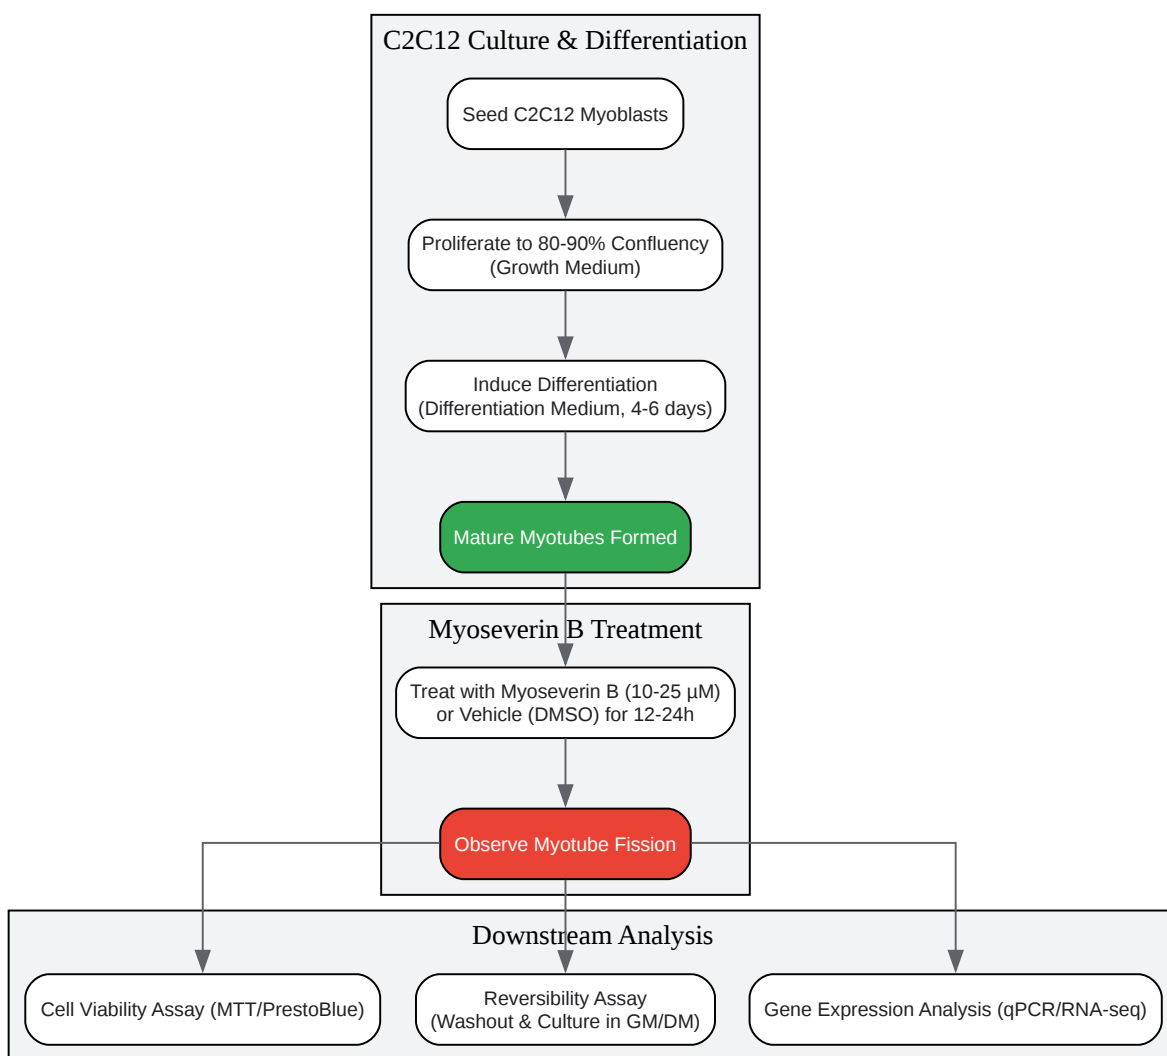 C2C12 Culture & Differentiation
Seed C2C12 Myoblasts
Proliferate to 80-90% Confluency
(Growth Medium)
Induce Differentiation
(Differentiation Medium, 4-6 days)
Mature Myotubes Formed
Myoseverin B Treatment
Treat with Myoseverin B (10-25 µM)
or Vehicle (DMSO) for 12-24h
Observe Myotube Fission
Downstream Analysis
Cell Viability Assay (MTT/PrestoBlue)
Reversibility Assay
(Washout & Culture in GM/DM)
Gene Expression Analysis (qPCR/RNA-seq)